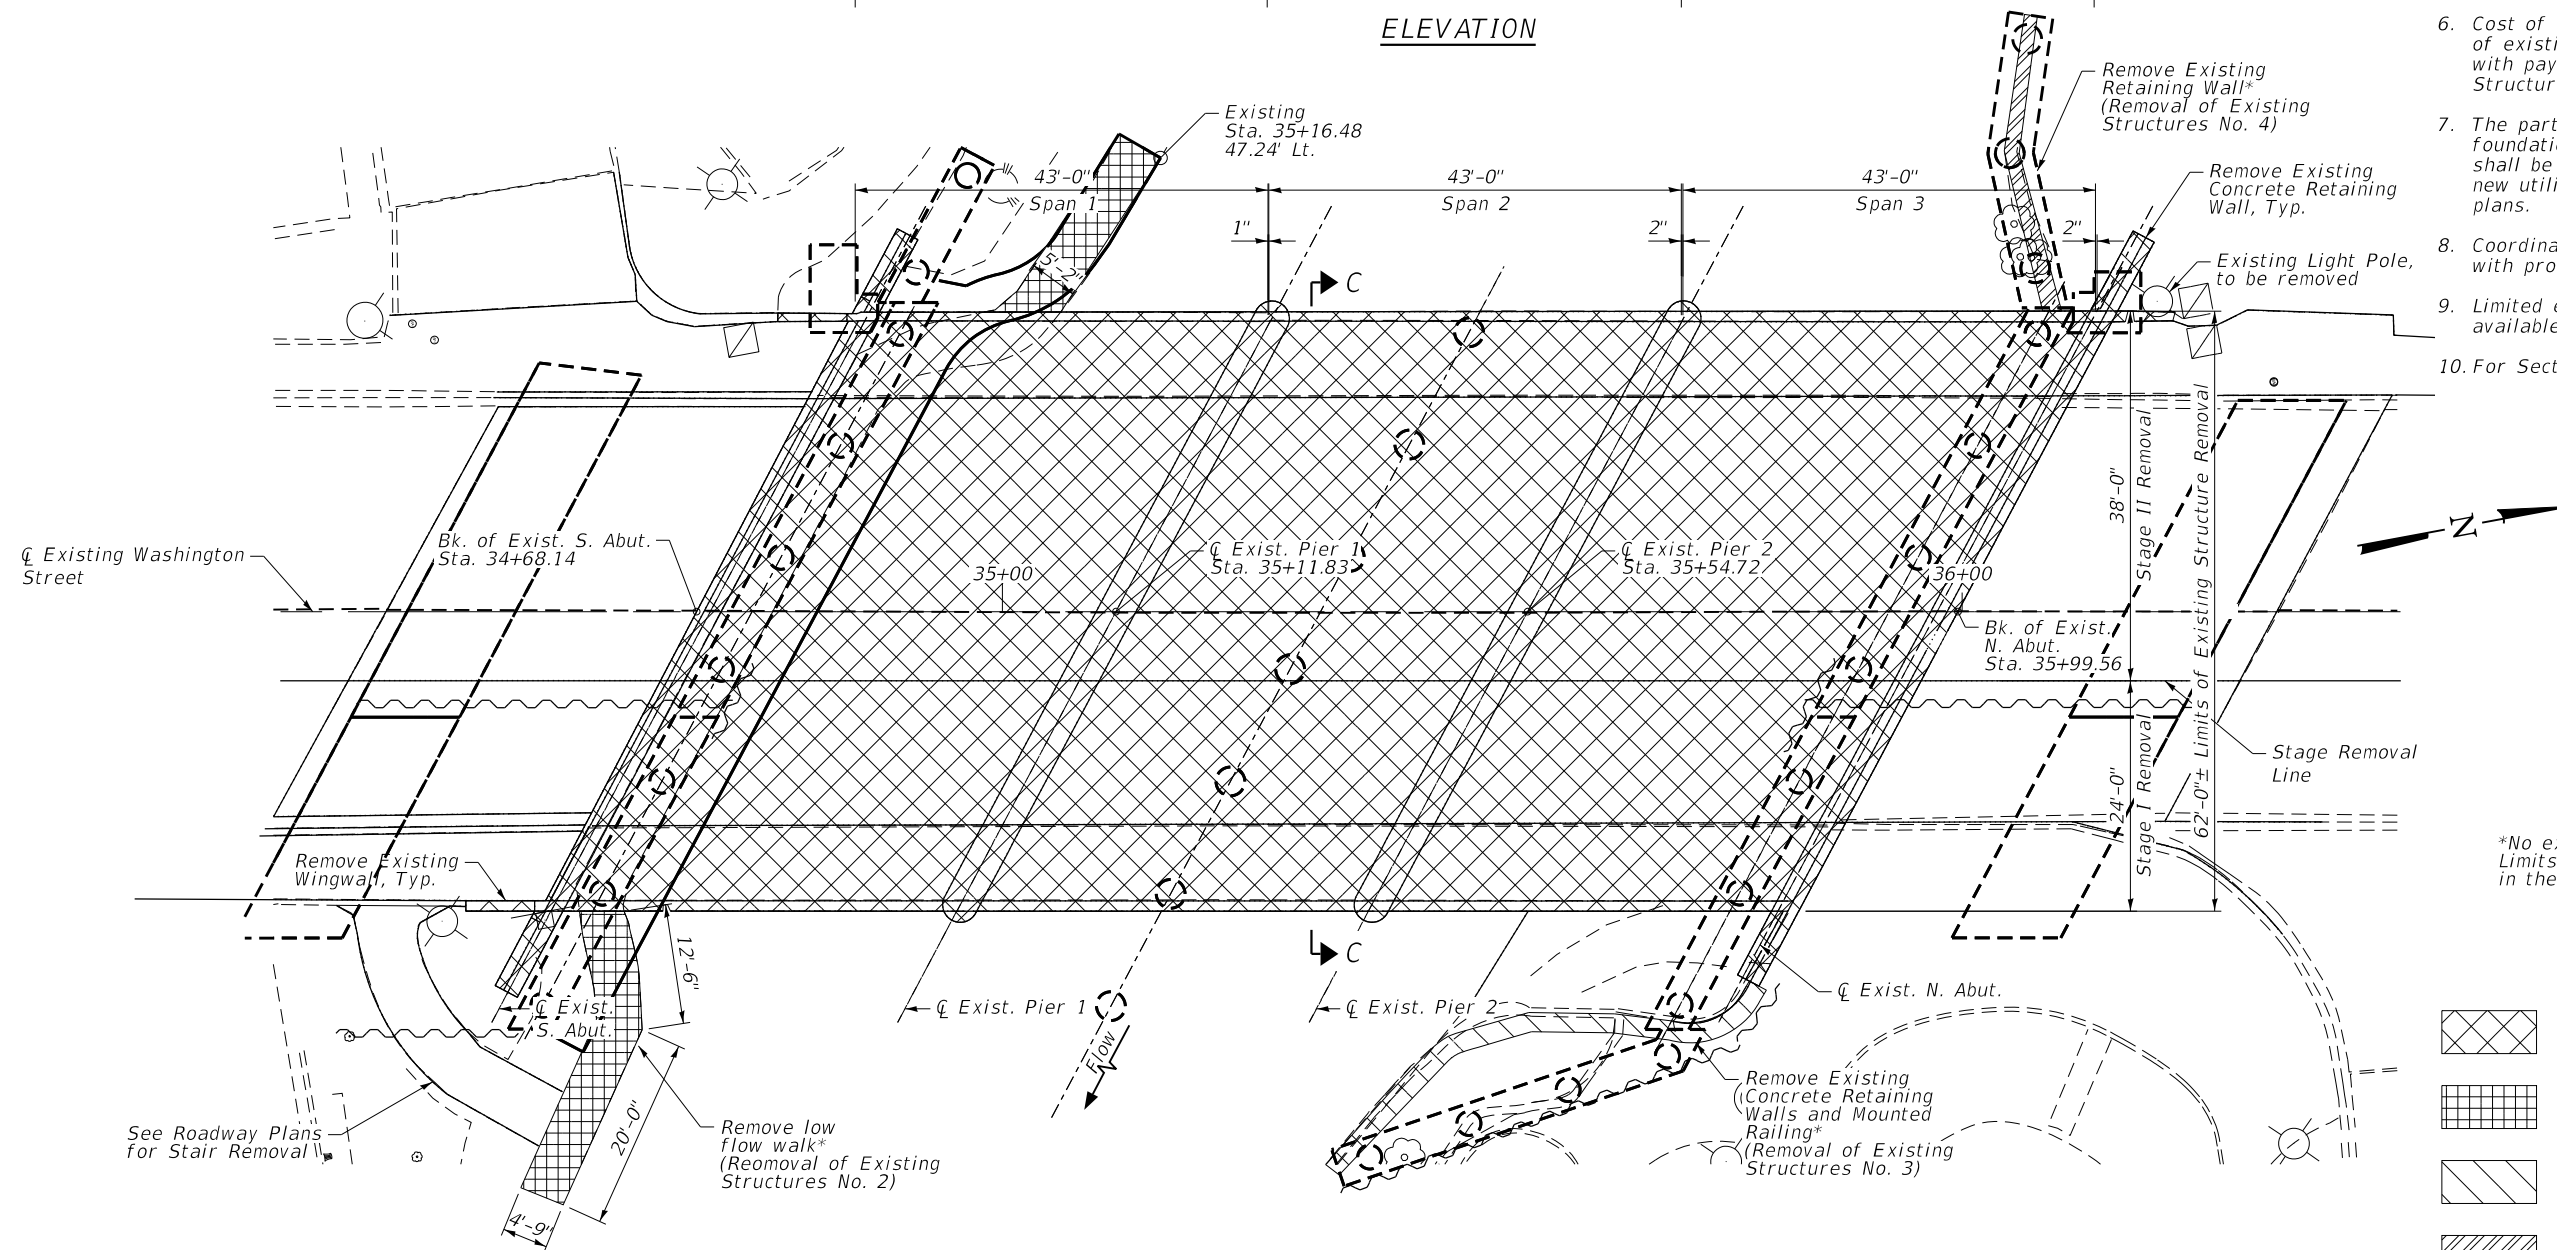 ELEVATION
6. Cost of
of existi
with pay
Structur
7. The part
foundati
shall be
new utili
plans.
8. Coordina
with pro
9. Limited e
available
10. For Sect
Existing
Sta. 35+16.48
47.24' Lt.
Remove Existing
Retaining Wall*
(Removal of Existing
Structures No. 4)
Remove Existing
Concrete Retaining
Wall, Typ.
Existing Light Pole,
to be removed
43'-0"
Span 1
43'-0"
Span 2
43'-0"
Span 3
1"
2"
2"
5'-2"
C
38'-0"
Stage II Removal
62'-0"± Limits of Existing Structure Removal
24'-0"
Stage I Removal
N
℄ Existing Washington
Street
Bk. of Exist. S. Abut.
Sta. 34+68.14
35+00
℄ Exist. Pier 1
Sta. 35+11.83
℄ Exist. Pier 2
Sta. 35+54.72
36+00
Bk. of Exist.
N. Abut.
Sta. 35+99.56
Stage Removal
Line
Remove Existing
Wingwall, Typ.
*No ex
Limits
in the
12'-6"
C
℄ Exist.
S. Abut.
℄ Exist. Pier 1
℄ Exist. Pier 2
℄ Exist. N. Abut.
Flow
See Roadway Plans
for Stair Removal
20'-0"
4'-9"
Remove low
flow walk*
(Reomoval of Existing
Structures No. 2)
Remove Existing
Concrete Retaining
Walls and Mounted
Railing*
(Removal of Existing
Structures No. 3)